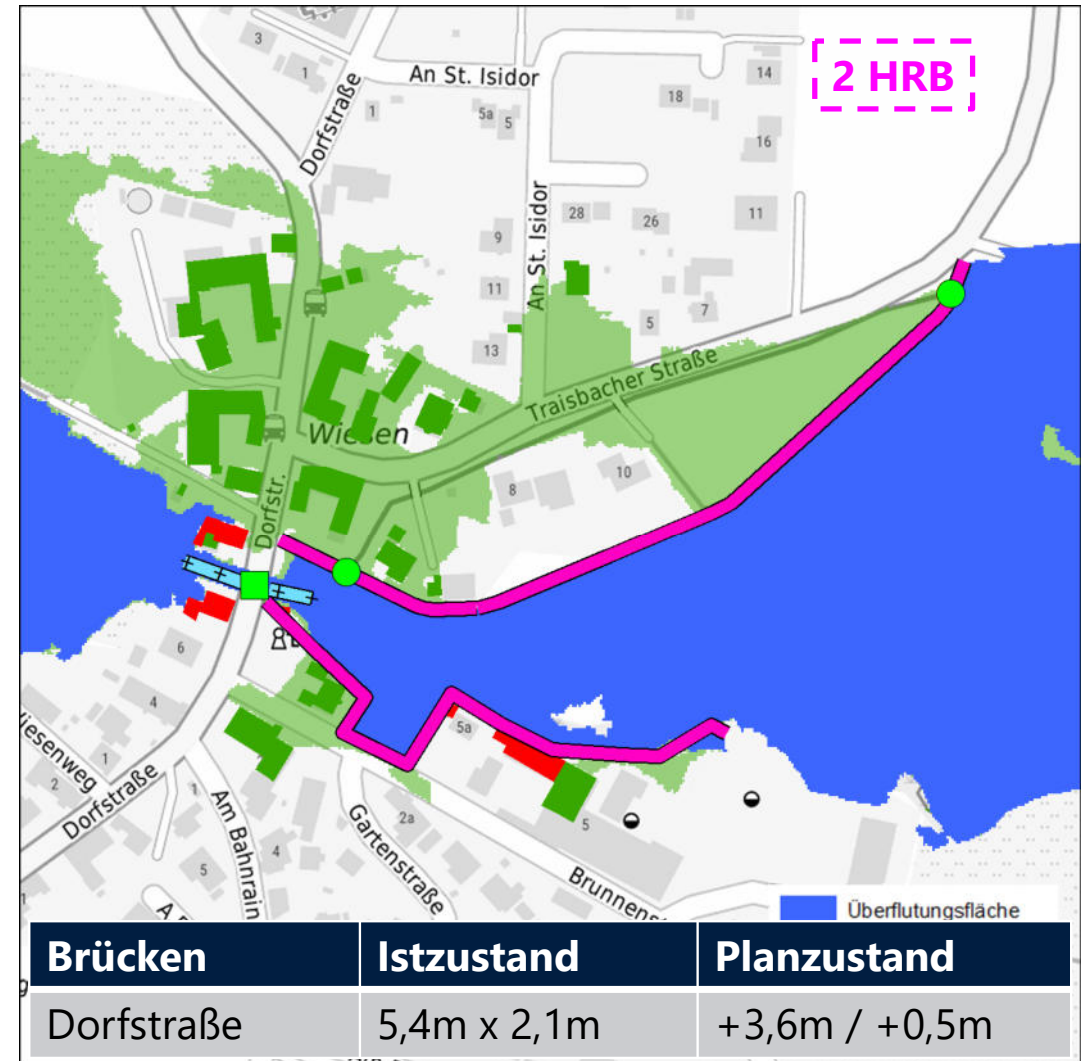 3
1
An St. Isidor
14
2 HRB
18
1
5a
5
16
Dorfstraße
An St. Isidor
28
26
11
9
11
5
7
13
Traisbacher Straße
Wiesen
8
10
Dorfstr.
6
4
5a
Wiesenweg
1
2
Dorfstraße
1
Am Bahnrain
4
5
Gartenstraße
2a
5
Brunnens
Überflutungsfläche
Brücken Istzustand Planzustand
Dorfstraße 5,4m x 2,1m +3,6m / +0,5m